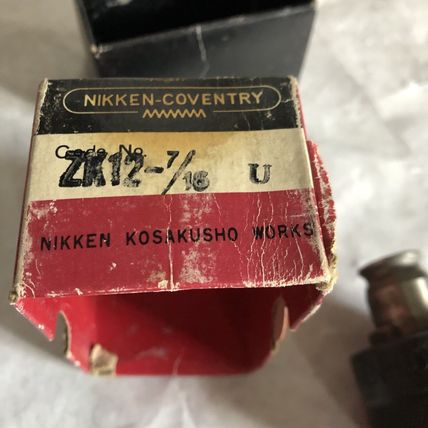 NIKKEN-COVENTRY
Code No.
ZK12-7/16 U
NIKKEN KOSAKUSHO WORKS